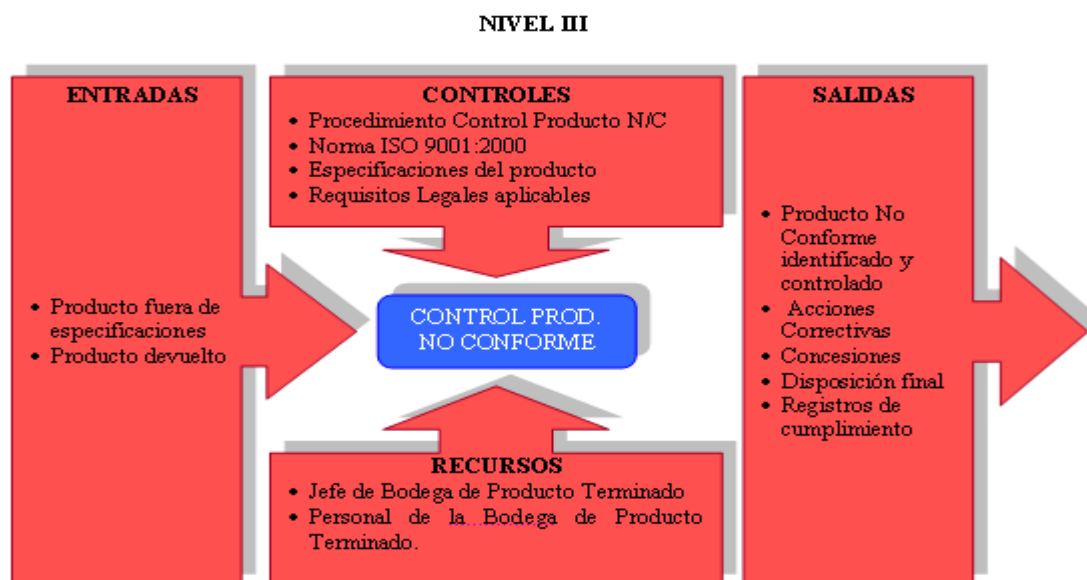 NIVEL III
ENTRADAS
• Producto fuera de
especificaciones
• Producto devuelto
CONTROLES
• Procedimiento Control Producto N/C
• Norma ISO 9001:2000
• Especificaciones del producto
• Requisitos Legales aplicables
CONTROL PROD.
NO CONFORME
RECURSOS
• Jefe de Bodega de Producto Terminado
• Personal de la Bodega de Producto
Terminado.
SALIDAS
• Producto No
Conforme
identificado y
controlado
• Acciones
Correctivas
• Concesiones
• Disposición final
• Registros de
cumplimiento